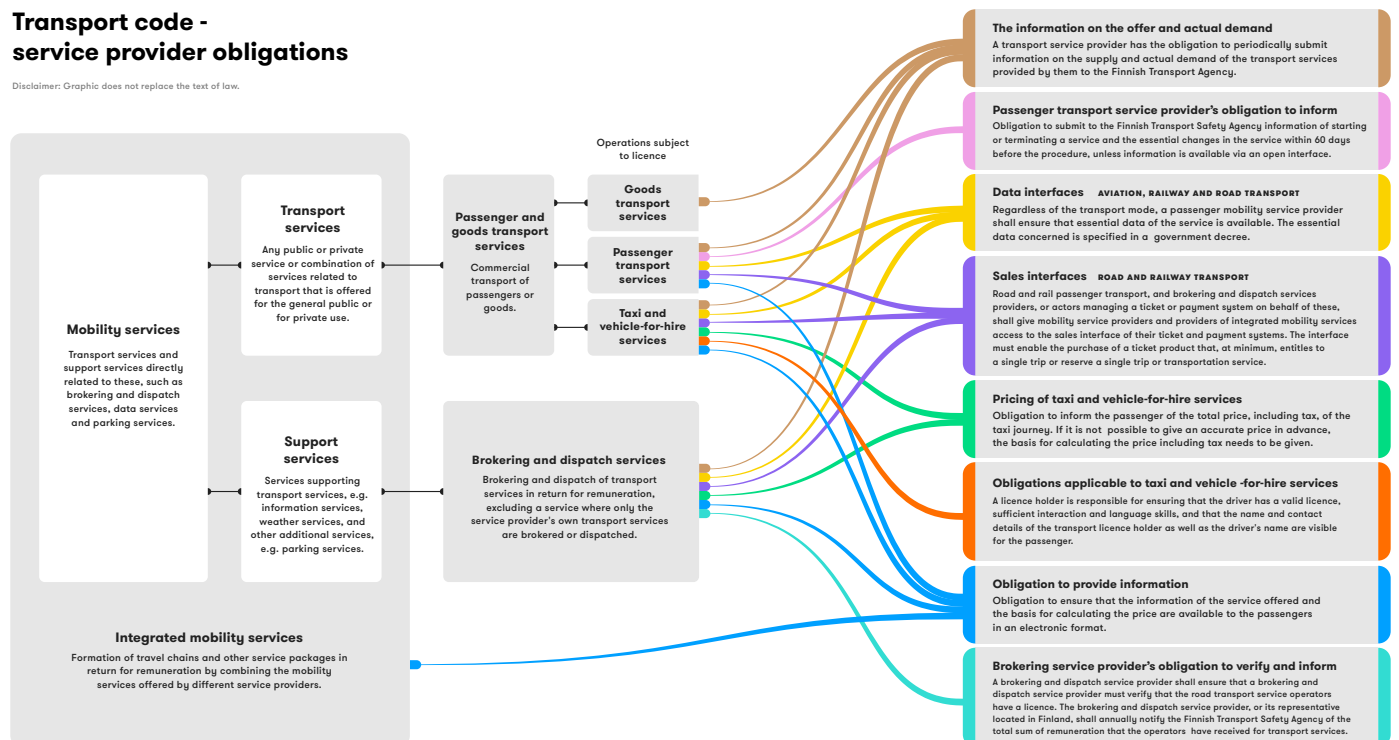 Transport code -
service provider obligations
Disclaimer: Graphic does not replace the text of law.
Mobility services
Transport services and
support services directly
related to these, such as
brokering and dispatch
services, data services
and parking services.
Transport
services
Any public or private
service or combination of
services related to
transport that is offered
for the general public or
for private use.
Support
services
Services supporting
transport services, e.g.
information services,
weather services, and
other additional services,
e.g. parking services.
Integrated mobility services
Formation of travel chains and other service packages in
return for remuneration by combining the mobility
services offered by different service providers.
Passenger and
goods transport
services
Commercial
transport of
passengers or
goods.
Operations subject
to licence
Goods
transport
services
Passenger
transport
services
Taxi and
vehicle-for-hire
services
Brokering and dispatch services
Brokering and dispatch of transport
services in return for remuneration,
excluding a service where only the
service provider's own transport services
are brokered or dispatched.
The information on the offer and actual demand
A transport service provider has the obligation to periodically submit
information on the supply and actual demand of the transport services
provided by them to the Finnish Transport Agency.
Passenger transport service provider's obligation to inform
Obligation to submit to the Finnish Transport Safety Agency information of starting
or terminating a service and the essential changes in the service within 60 days
before the procedure, unless information is available via an open interface.
Data interfaces AVIATION, RAILWAY AND ROAD TRANSPORT
Regardless of the transport mode, a passenger mobility service provider
shall ensure that essential data of the service is available. The essential
data concerned is specified in a government decree.
Sales interfaces ROAD AND RAILWAY TRANSPORT
Road and rail passenger transport, and brokering and dispatch services
providers, or actors managing a ticket or payment system on behalf of these,
shall give mobility service providers and providers of integrated mobility services
access to the sales interface of their ticket and payment systems. The interface
must enable the purchase of a ticket product that, at minimum, entitles to
a single trip or reserve a single trip or transportation service.
Pricing of taxi and vehicle-for-hire services
Obligation to inform the passenger of the total price, including tax, of the
taxi journey. If it is not possible to give an accurate price in advance,
the basis for calculating the price including tax needs to be given.
Obligations applicable to taxi and vehicle -for-hire services
A licence holder is responsible for ensuring that the driver has a valid licence,
sufficient interaction and language skills, and that the name and contact
details of the transport licence holder as well as the driver's name are visible
for the passenger.
Obligation to provide information
Obligation to ensure that the information of the service offered and
the basis for calculating the price are available to the passengers
in an electronic format.
Brokering service provider's obligation to verify and inform
A brokering and dispatch service provider shall ensure that a brokering and
dispatch service provider must verify that the road transport service operators
have a licence. The brokering and dispatch service provider, or its representative
located in Finland, shall annually notify the Finnish Transport Safety Agency of the
total sum of remuneration that the operators have received for transport services.